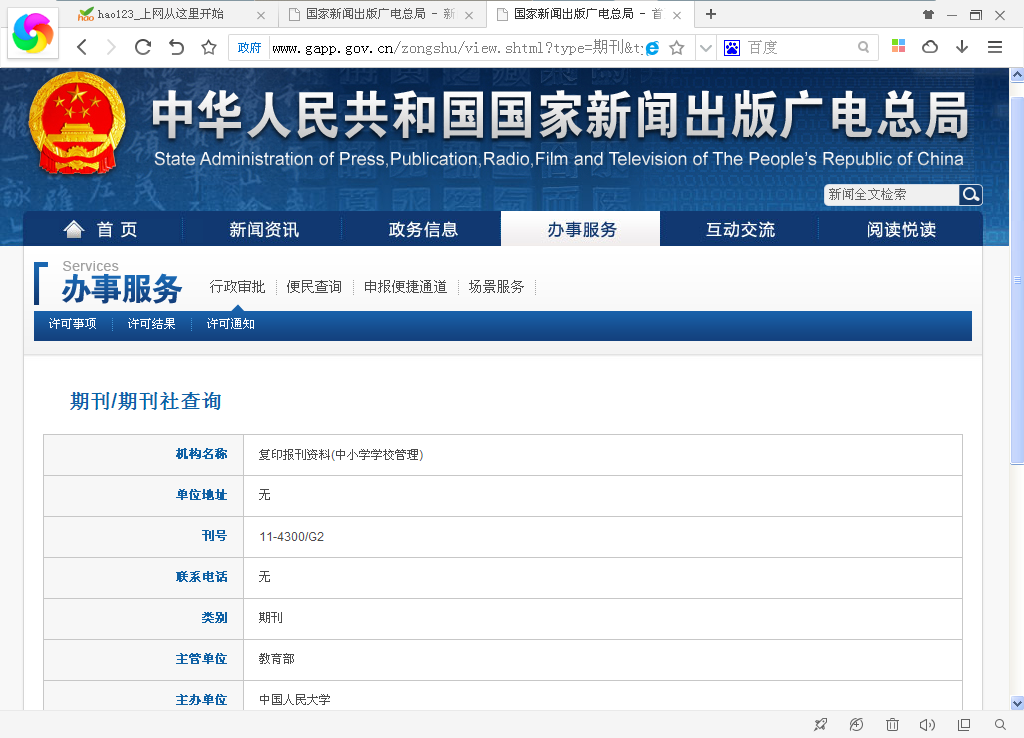 hao123_上网从这里开始
国家新闻出版广电总局 - 新
国家新闻出版广电总局 - 首
政府 www.gapp.gov.cn/zongshu/view.shtml?type=期刊&ty
百度
中华人民共和国国家新闻出版广电总局
State Administration of Press,Publication,Radio,Film and Television of The People's Republic of China
新闻全文检索
首 页 新闻资讯 政务信息 办事服务 互动交流 阅读悦读
Services
办事服务 行政审批 便民查询 申报便捷通道 场景服务
许可事项 许可结果 许可通知
期刊/期刊社查询
机构名称 复印报刊资料(中小学学校管理)
单位地址 无
刊号 11-4300/G2
联系电话 无
类别 期刊
主管单位 教育部
主办单位 中国人民大学